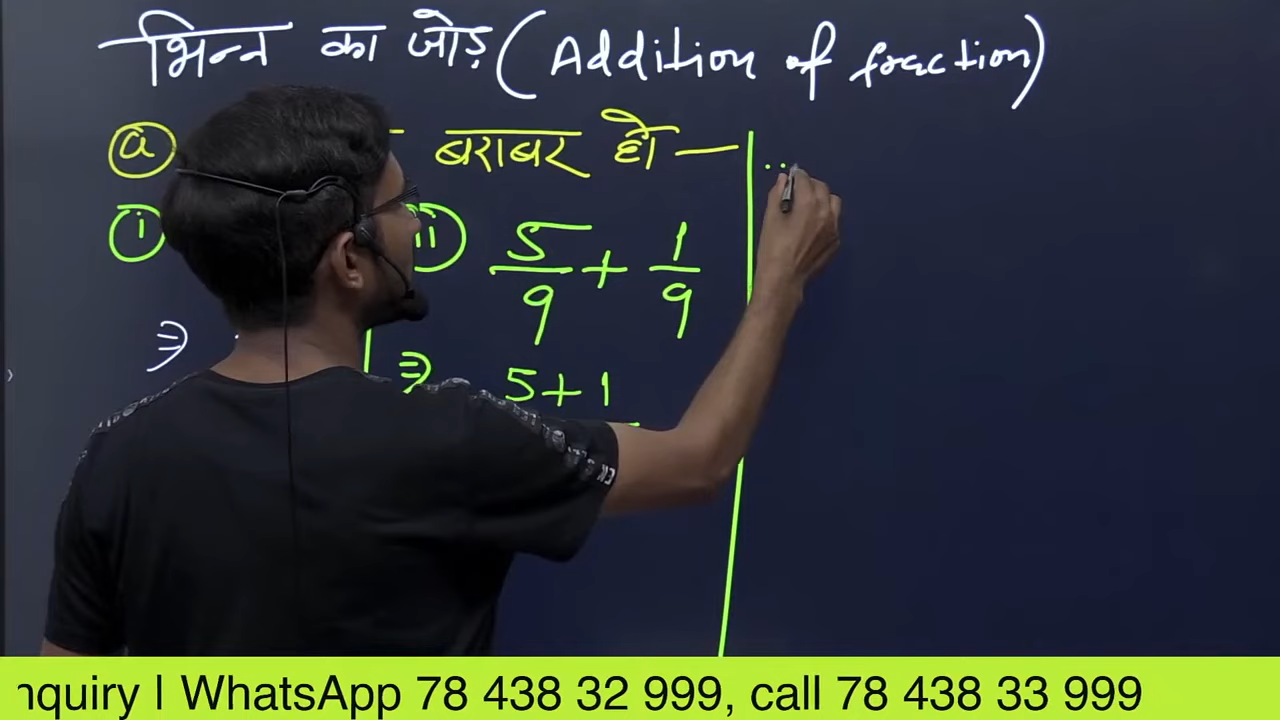 भिन्न का जोड़ (Addition of fraction)
(a) बराबर हो —
(i) (ii) 5/9 + 1/9
⇒ ⇒ 5+1
nquiry I WhatsApp 78 438 32 999, call 78 438 33 999